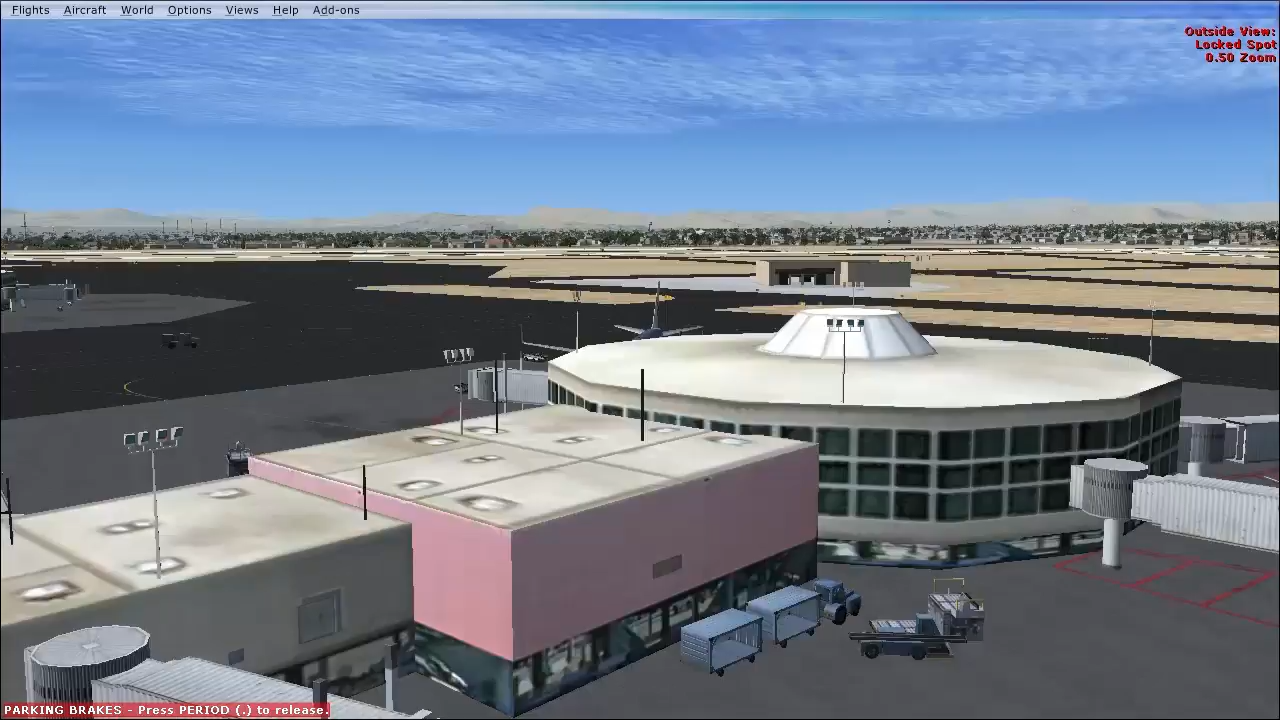 Flights Aircraft World Options Views Help Add-ons
Outside View:
Locked Spot
0.50 Zoom
PARKING BRAKES - Press PERIOD (.) to release.